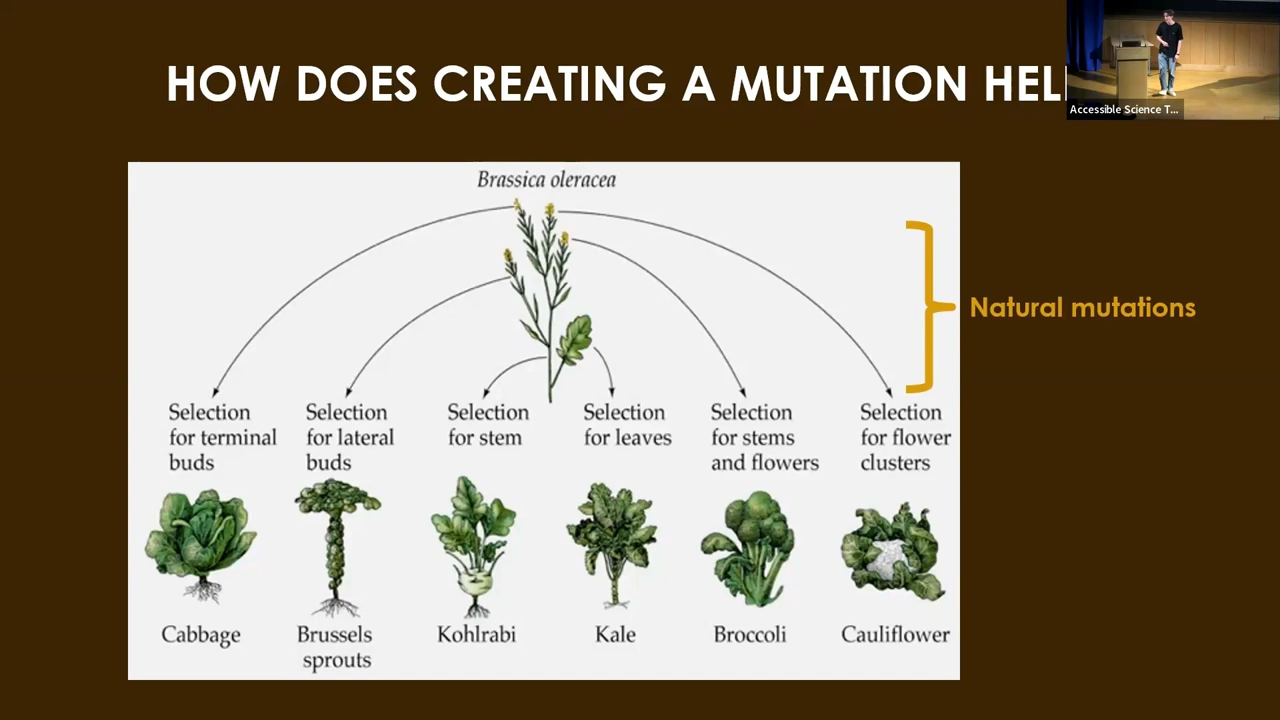 HOW DOES CREATING A MUTATION HEL
Accessible Science T...
Brassica oleracea
Natural mutations
Selection
for terminal
buds
Selection
for lateral
buds
Selection
for stem
Selection
for leaves
Selection
for stems
and flowers
Selection
for flower
clusters
Cabbage
Brussels
sprouts
Kohlrabi
Kale
Broccoli
Cauliflower